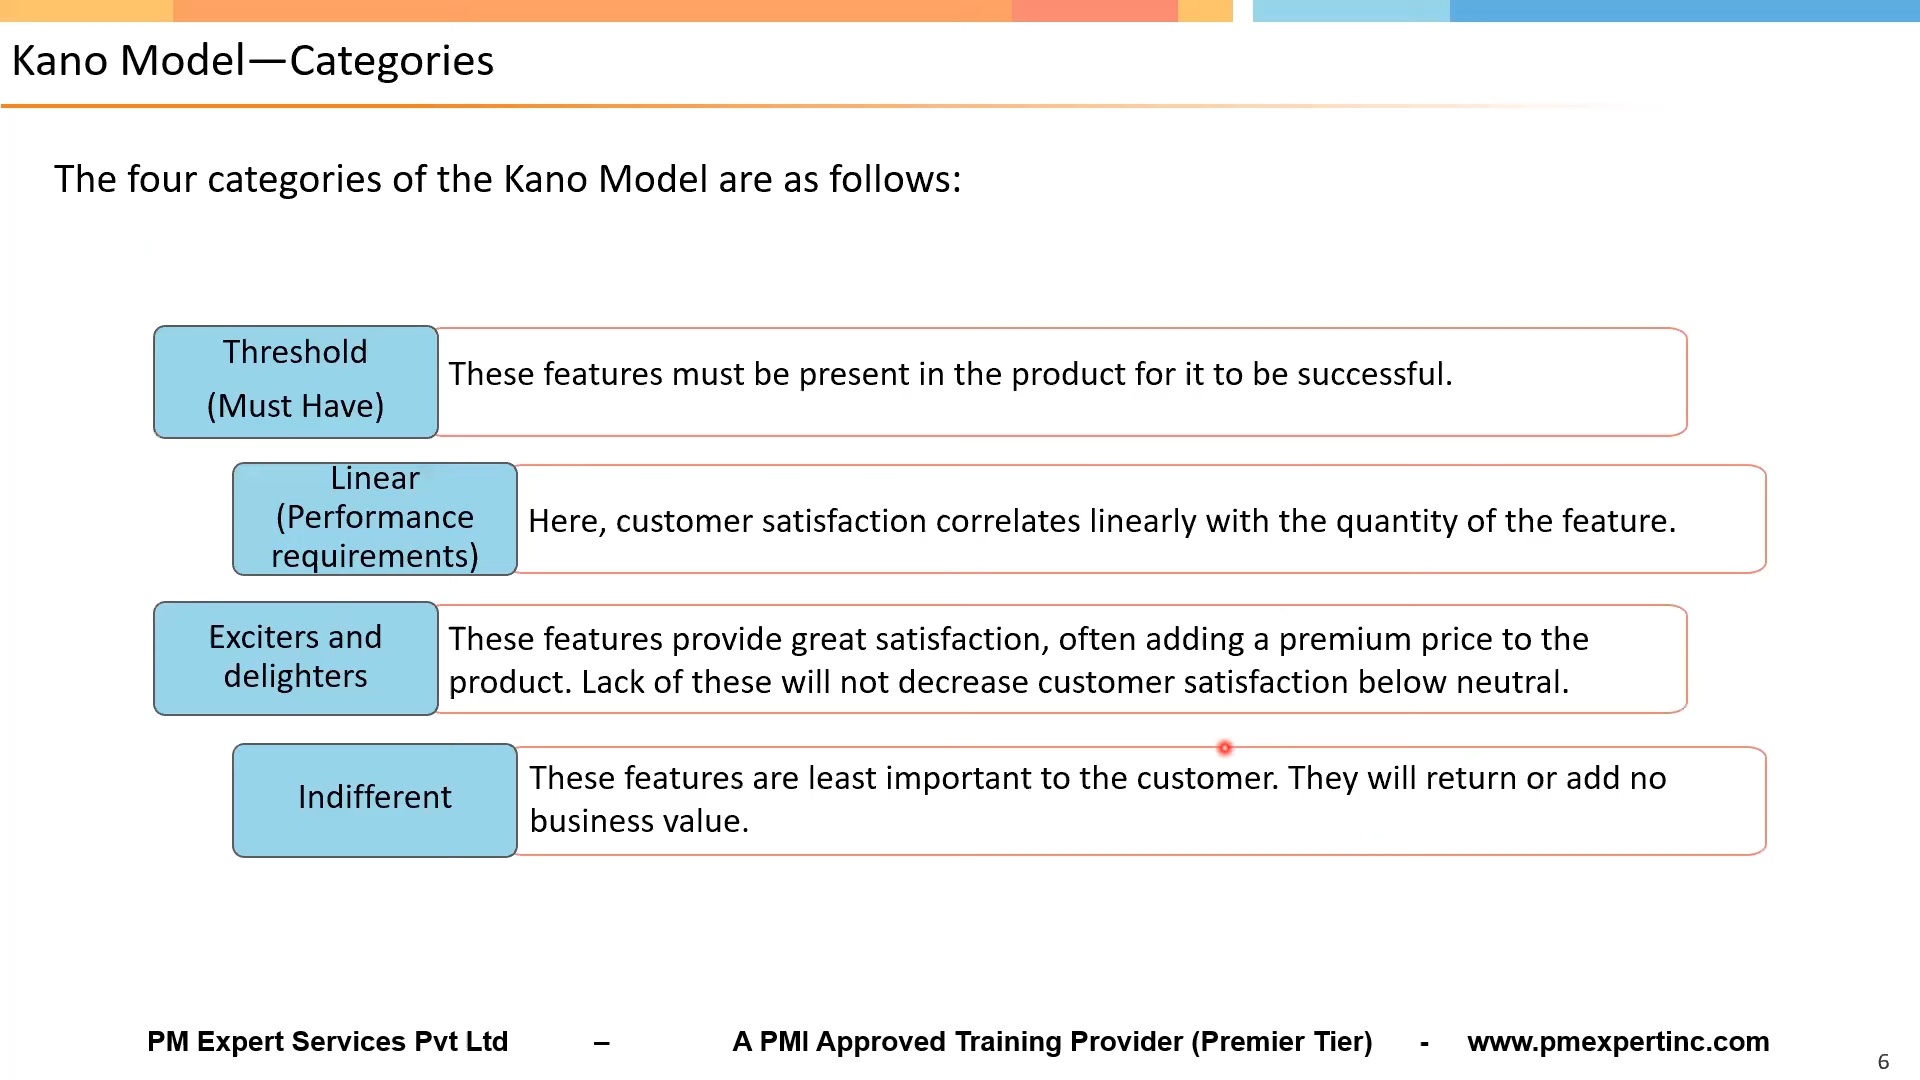 Kano Model—Categories
The four categories of the Kano Model are as follows:
Threshold
(Must Have)
These features must be present in the product for it to be successful.
Linear
(Performance
requirements)
Here, customer satisfaction correlates linearly with the quantity of the feature.
Exciters and
delighters
These features provide great satisfaction, often adding a premium price to the
product. Lack of these will not decrease customer satisfaction below neutral.
Indifferent
These features are least important to the customer. They will return or add no
business value.
PM Expert Services Pvt Ltd – A PMI Approved Training Provider (Premier Tier) - www.pmexpertinc.com
6